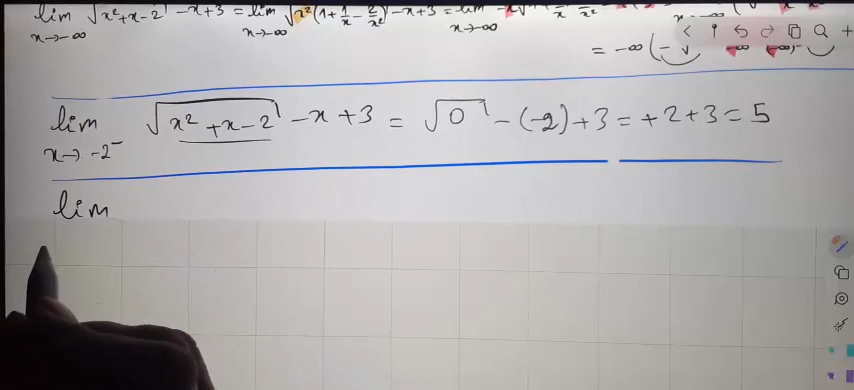 lim √x²+x-2 -x+3 = lim √x²(1+1/x-2/x²) -x+3 = lim -x√
x→-∞ x→-∞ x→-∞
= -∞(-√
lim √x²+x-2 -x+3 = √0 -(-2)+3 = +2+3 = 5
x→-2⁻
lim